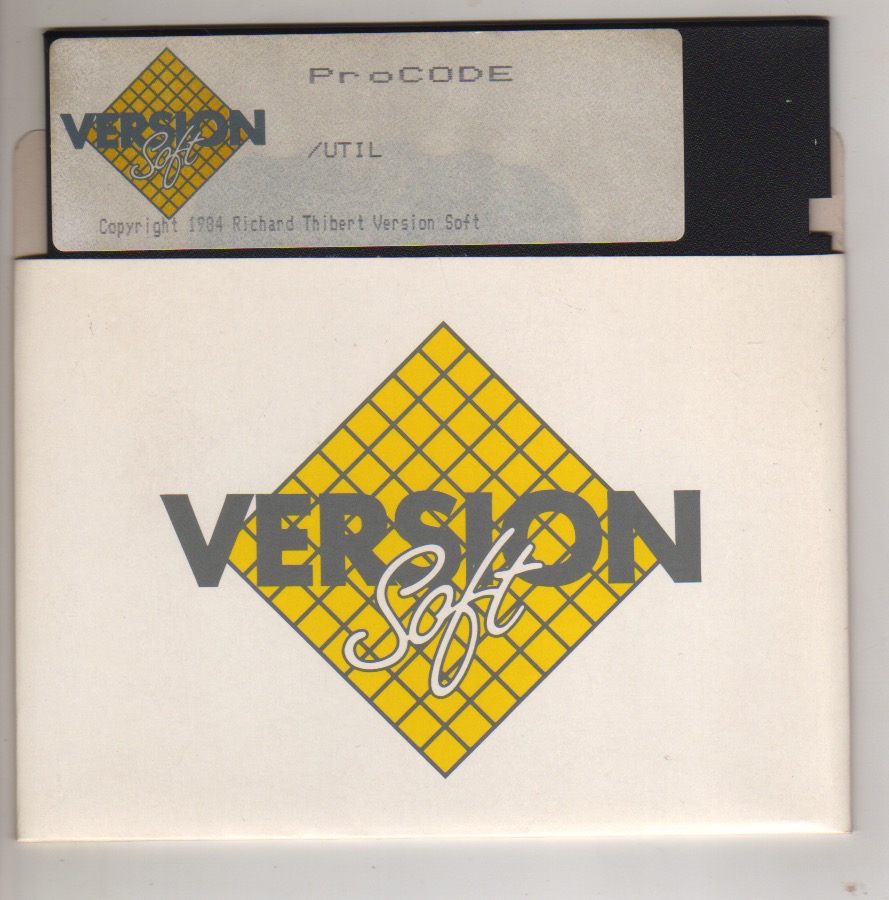 ProCODE
VERSION
Soft
/UTIL
Copyright 1984 Richard Thibert Version Soft
VERSION
Soft